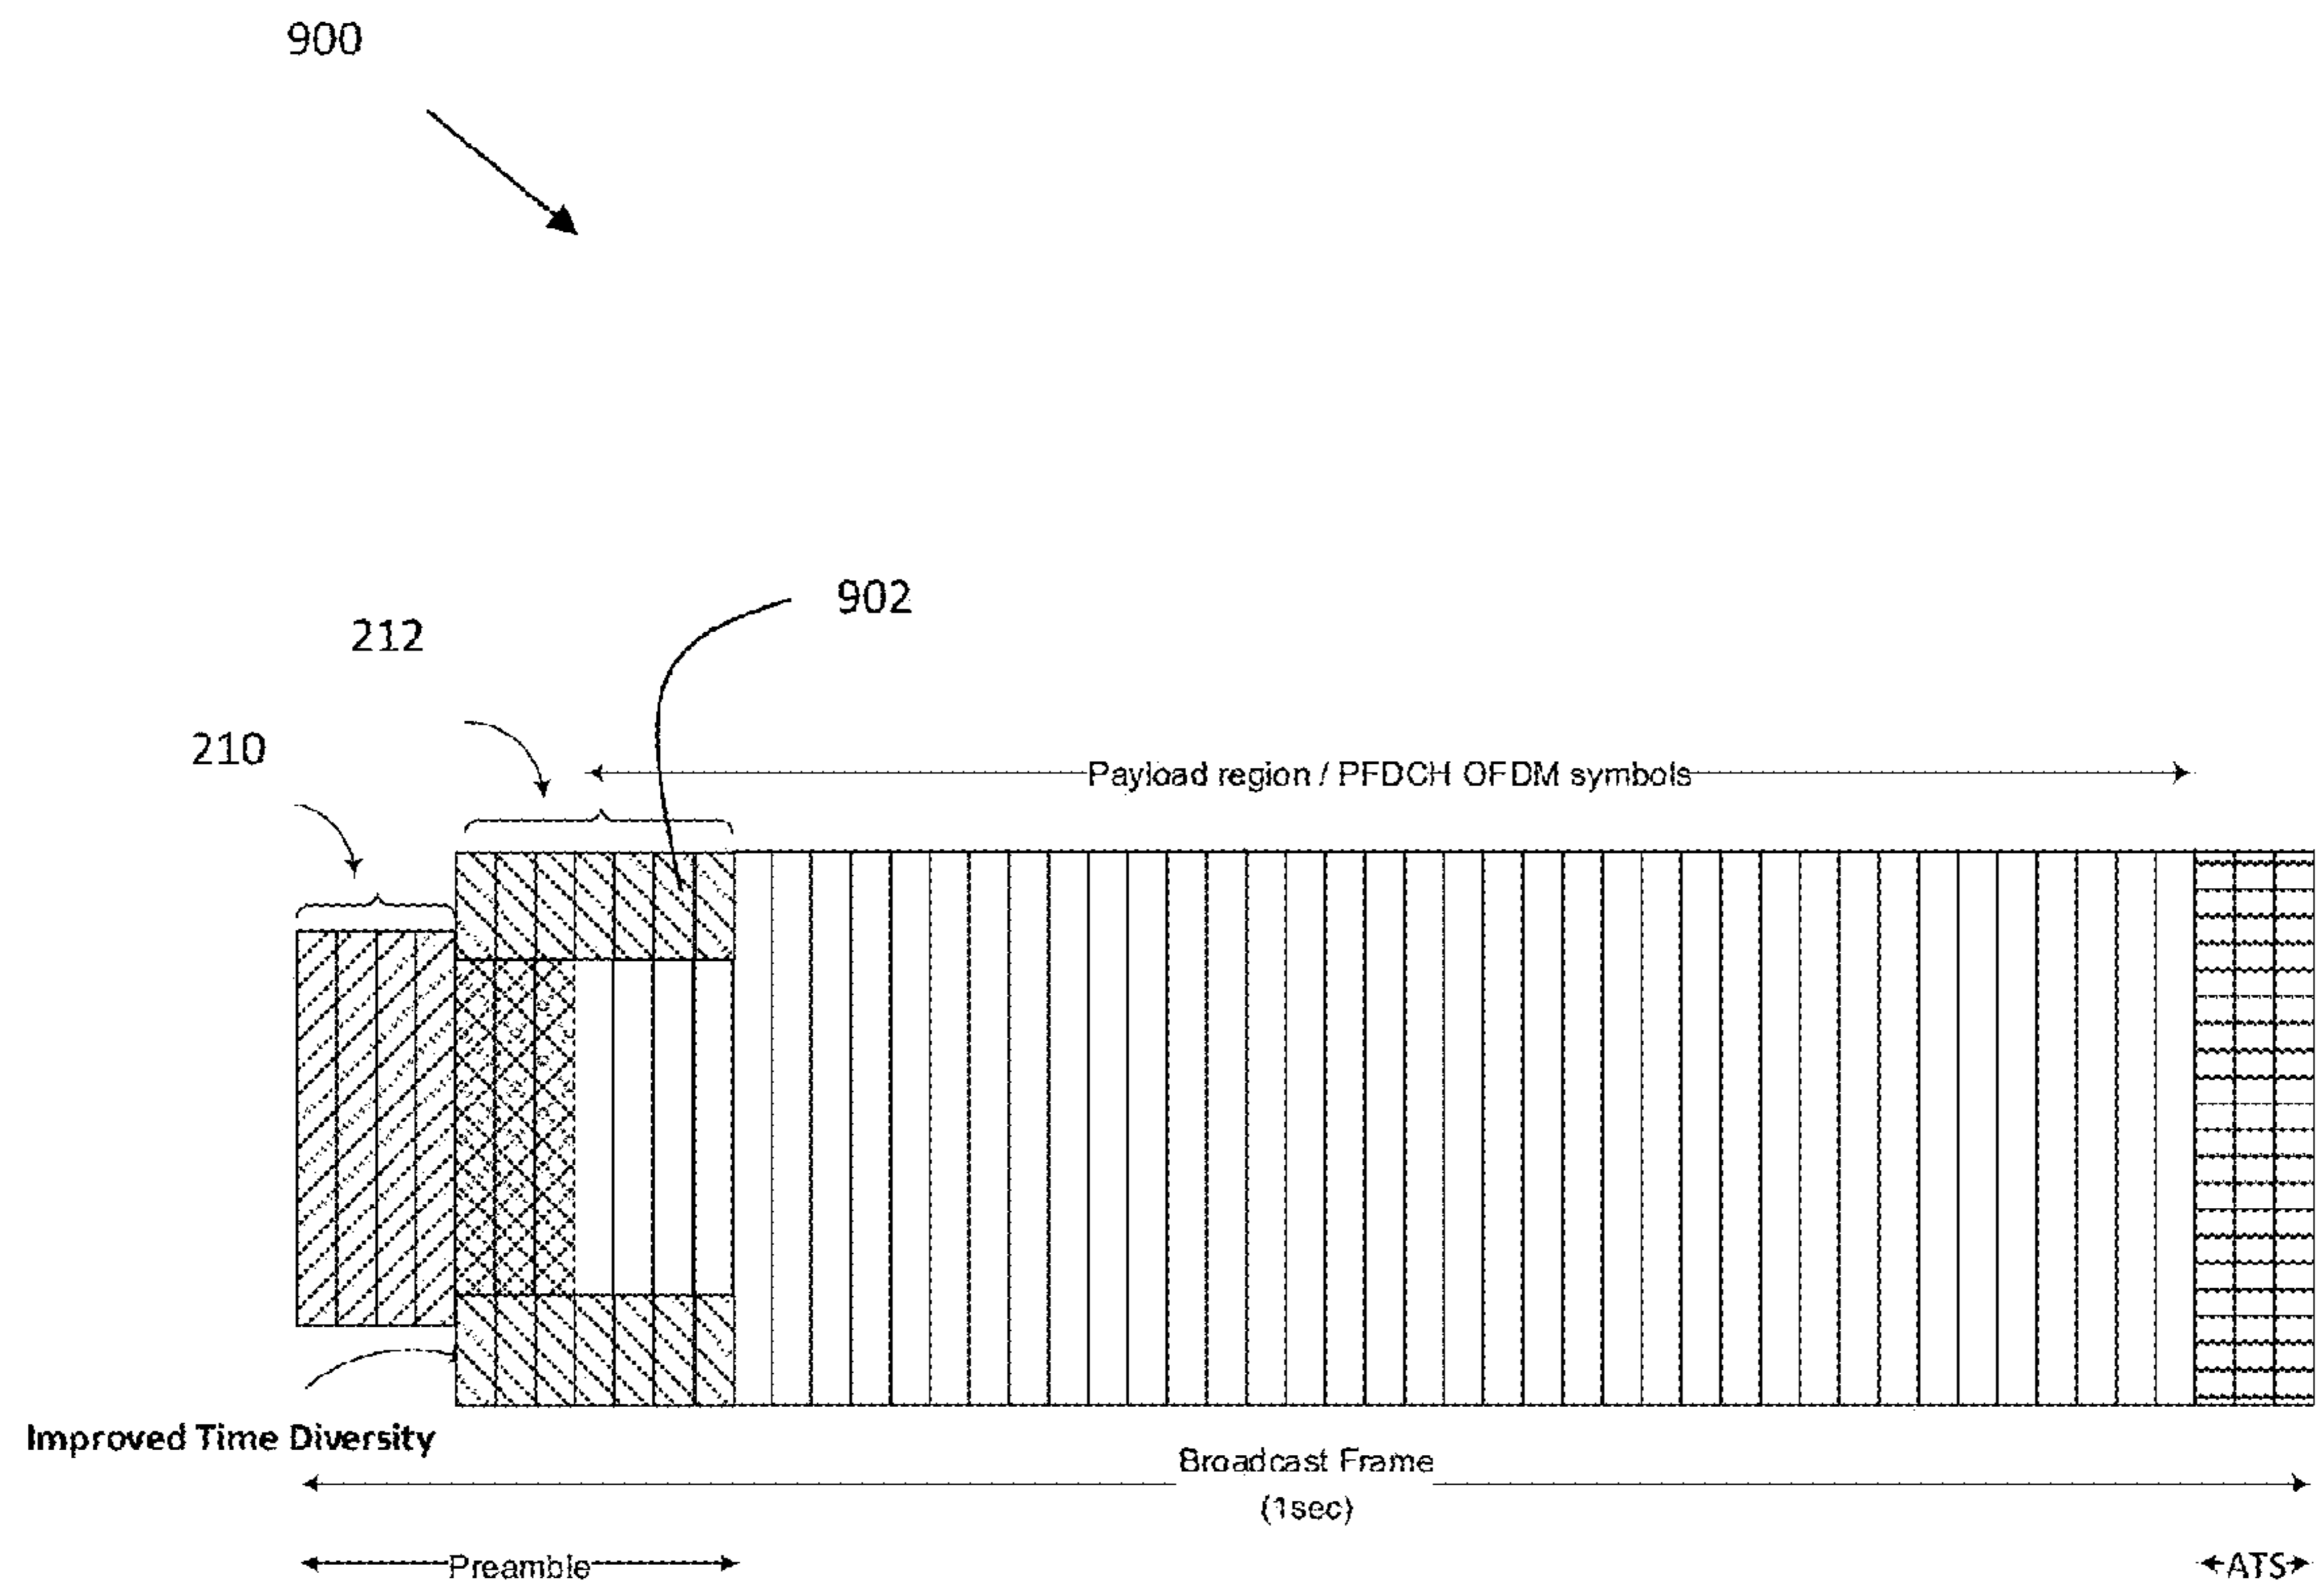 900
902
212
210
Payload region / PFDCH OFDM symbols
Improved Time Diversity
Broadcast Frame
(1sec)
Preamble
ATS